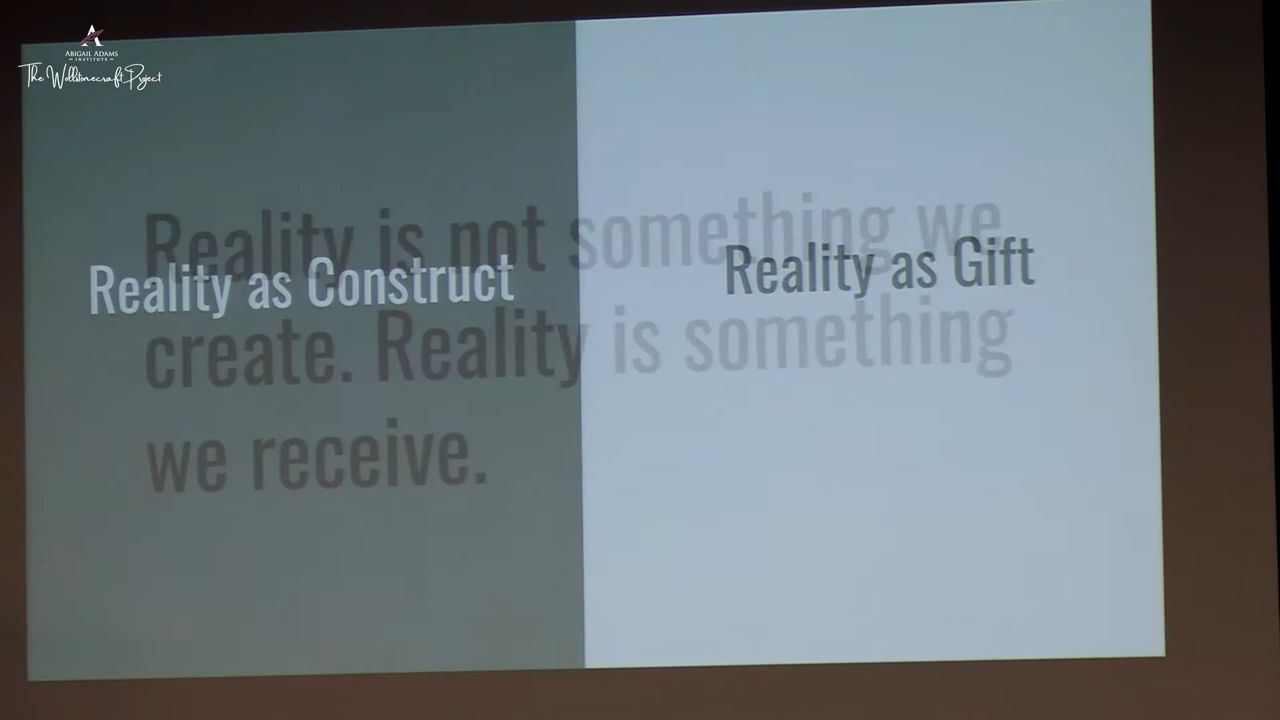 ABIGAIL ADAMS
INSTITUTE
The Wollstonecraft Project
Reality is not something we
create. Reality is something
we receive.
Reality as Construct
Reality as Gift